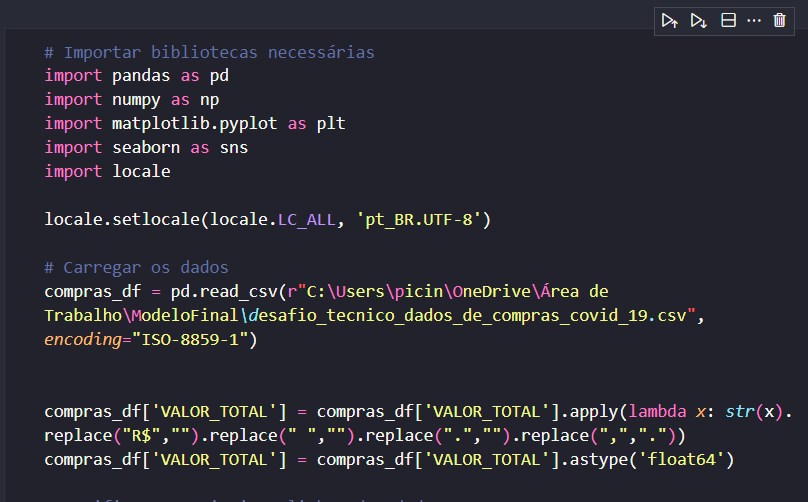 # Importar bibliotecas necessárias
import pandas as pd
import numpy as np
import matplotlib.pyplot as plt
import seaborn as sns
import locale
locale.setlocale(locale.LC_ALL, 'pt_BR.UTF-8')
# Carregar os dados
compras_df = pd.read_csv(r"C:\Users\picin\OneDrive\Área de
Trabalho\ModeloFinal\desafio_tecnico_dados_de_compras_covid_19.csv",
encoding="ISO-8859-1")
compras_df['VALOR_TOTAL'] = compras_df['VALOR_TOTAL'].apply(lambda x: str(x).
replace("R$","").replace(" ","").replace(".","").replace(",","."))
compras_df['VALOR_TOTAL'] = compras_df['VALOR_TOTAL'].astype('float64')